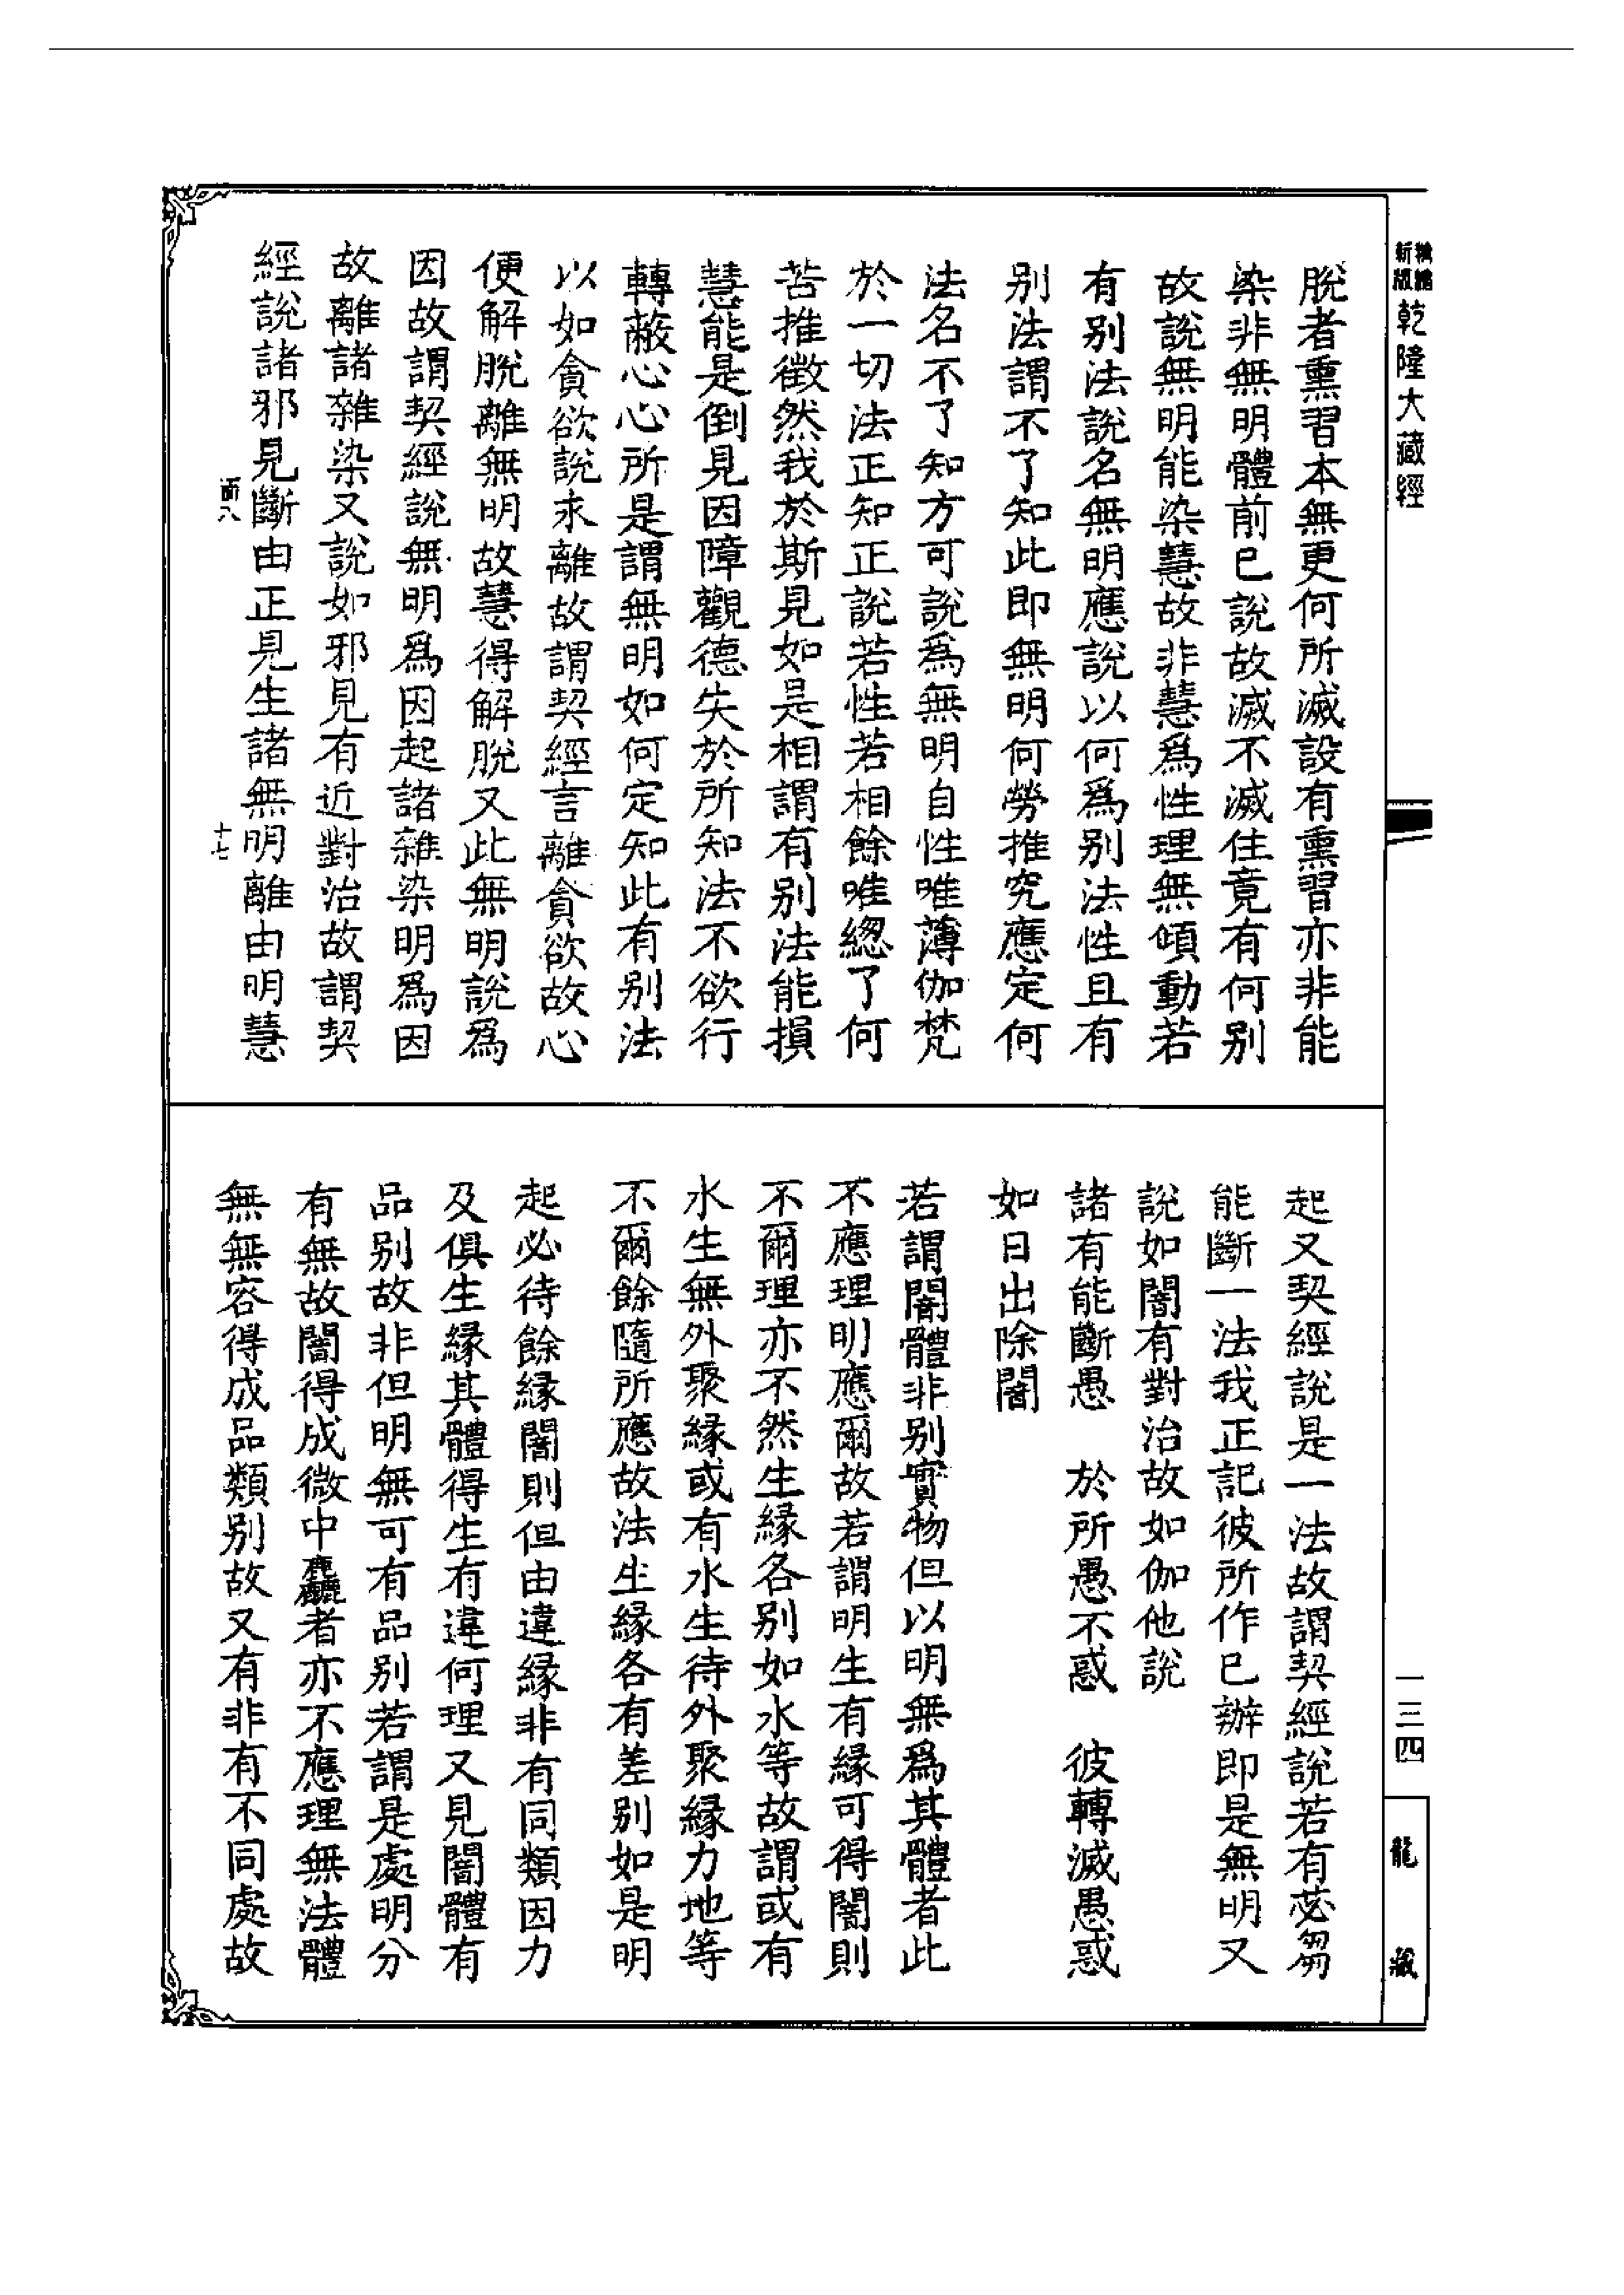 新版精編乾隆大藏經
脫者熏習本無更何所滅設有熏習亦非能
染非無明體前已說故滅不滅住竟有何别
故說無明能染慧故非慧爲性理無傾動若
有别法說名無明應說以何爲别法性且有
别法謂不了知此即無明何勞推究應定何
法名不了知方可說爲無明自性唯薄伽梵
於一切法正知正說若性若相餘唯緫了何
苦推徵然我於斯見如是相謂有别法能損
慧能是倒見因障觀德失於所知法不欲行
轉蔽心心所是謂無明如何定知此有别法
以如貪欲說永離故謂契經言離貪欲故心
便解脫離無明故慧得解脫又此無明說爲
因故謂契經說無明爲因起諸雜染明爲因
故離諸雜染又說如邪見有近對治故謂契
經說諸邪見斷由正見生諸無明離由明慧
八
十七
起又契經說是一法故謂契經說若有苾芻
能斷一法我正記彼所作已辦即是無明又
說如闇有對治故如伽他說
諸有能斷愚　於所愚不惑　彼轉滅愚惑
如日出除闇
若謂闇體非别實物但以明無爲其體者此
不應理明應爾故若謂明生有緣可得闇則
不爾理亦不然生緣各别如水等故謂或有
水生無外聚緣或有水生待外聚緣力地等
不爾餘隨所應故法生緣各有差别如是明
起必待餘緣闇則但由違緣非有同類因力
及俱生緣其體得生有違何理又見闇體有
品别故非但明無可有品别若謂是處明分
有無故闇得成微中麤者亦不應理無法體
無無容得成品類别故又有非有不同處故
一三四
龍藏